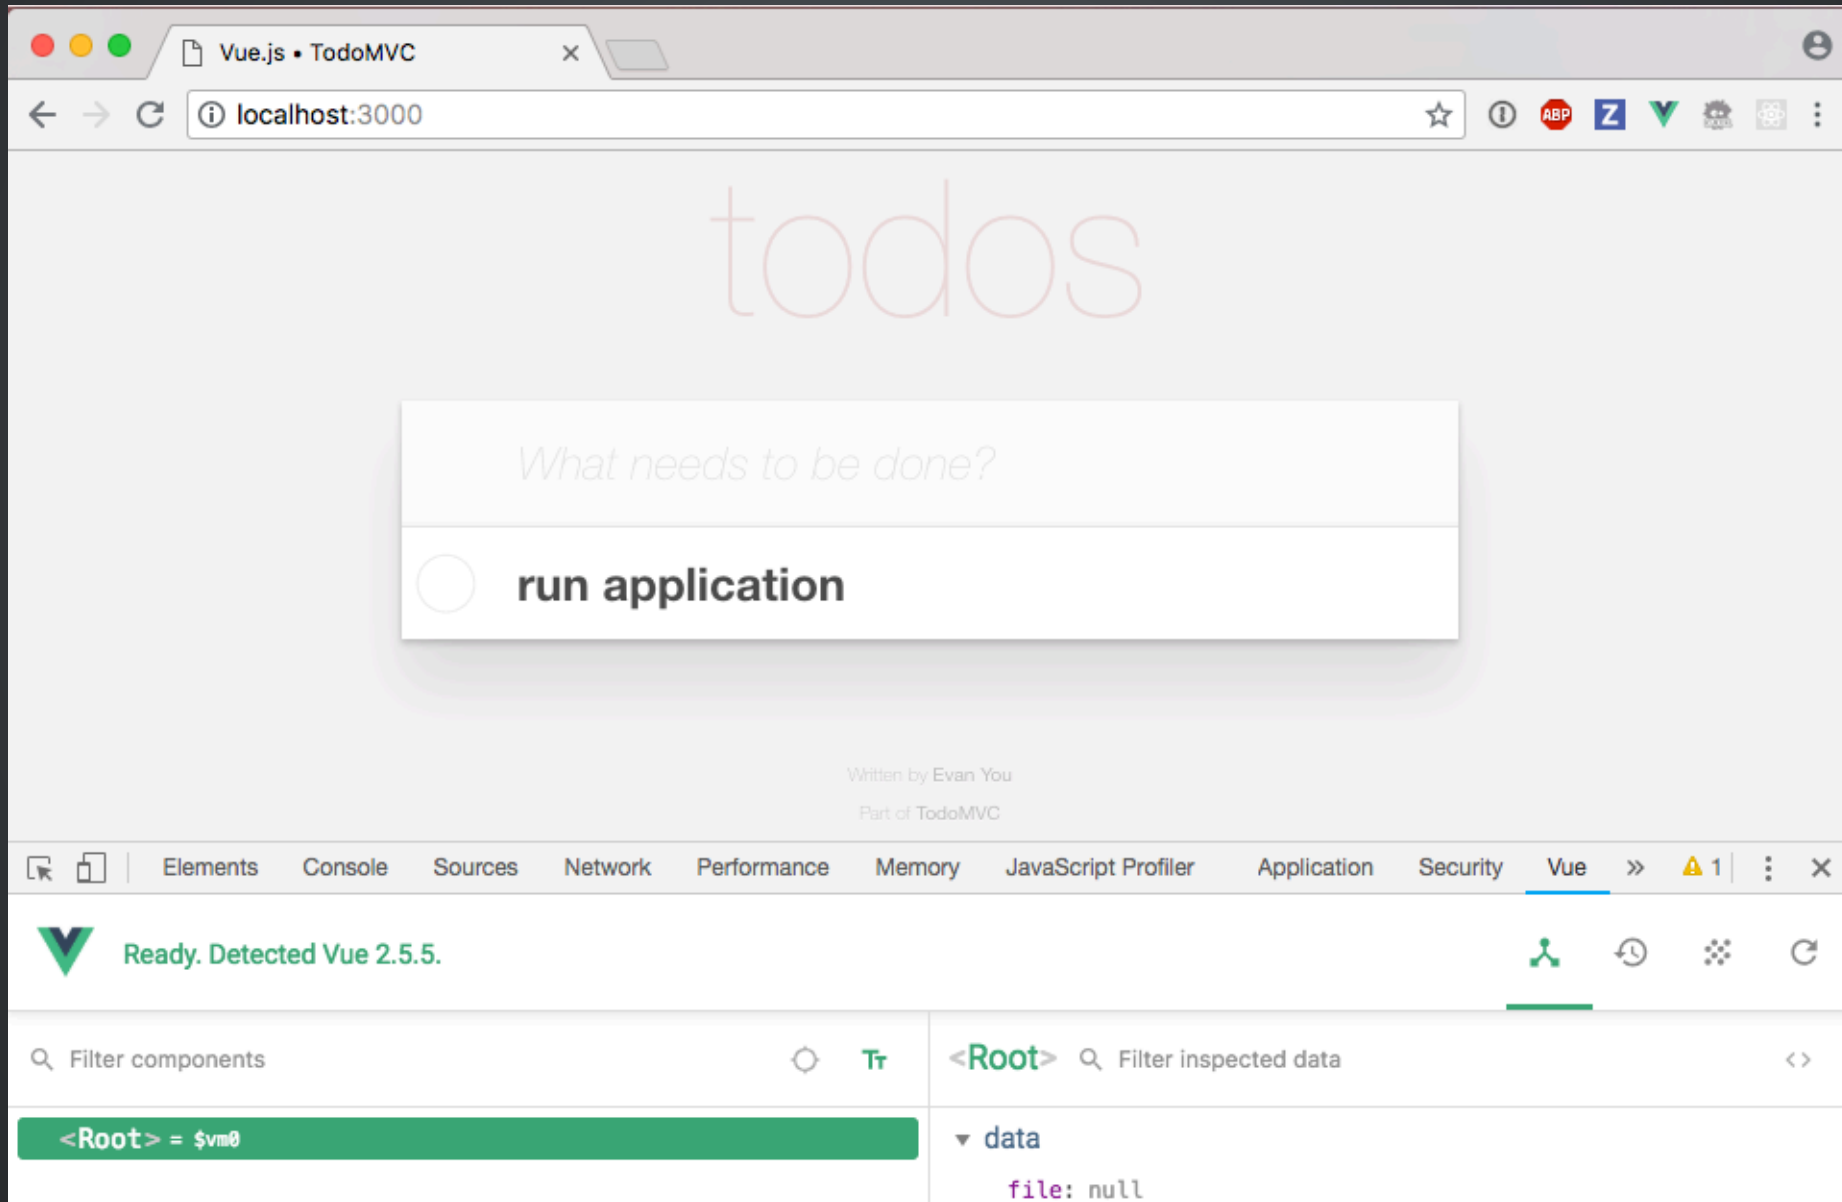 Vue.js • TodoMVC
localhost:3000
ABP
Z
todos
What needs to be done?
run application
Written by Evan You
Part of TodoMVC
Elements Console Sources Network Performance Memory JavaScript Profiler Application Security Vue » 1
Ready. Detected Vue 2.5.5.
Filter components
<Root> Filter inspected data
<Root> = $vm0
data
file: null